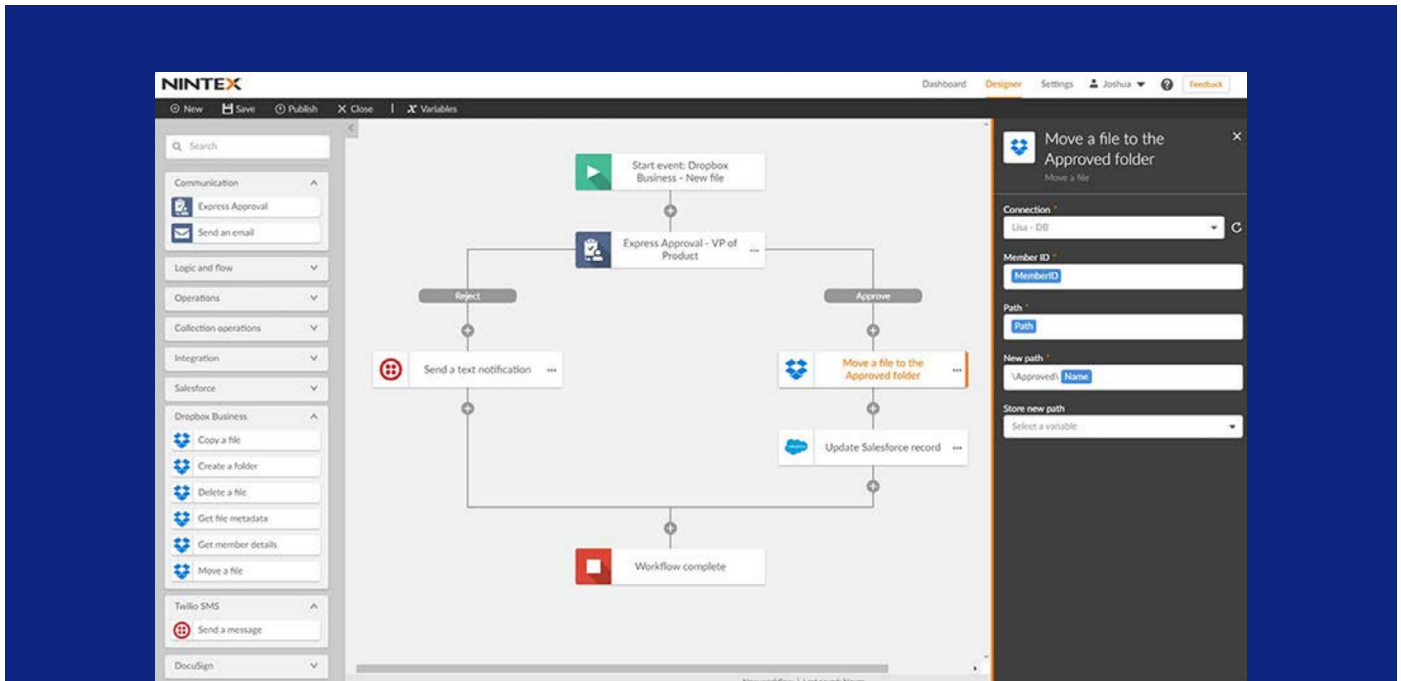 NINTEX
Dashboard
Designer
Settings
Joshua
Feedback
New
Save
Publish
Close
Variables
Search
Communication
Express Approval
Send an email
Logic and flow
Operations
Collection operations
Integration
Salesforce
Dropbox Business
Copy a file
Create a folder
Delete a file
Get file metadata
Get member details
Move a file
Twilio SMS
Send a message
DocuSign
Start event: Dropbox
Business - New file
Express Approval - VP of
Product
Reject
Approve
Send a text notification
Move a file to the
Approved folder
Update Salesforce record
Workflow complete
Move a file to the
Approved folder
Move a file
Connection *
Lisa - DB
Member ID *
MemberID
Path *
Path
New path *
\Approved\ Name
Store new path
Select a variable